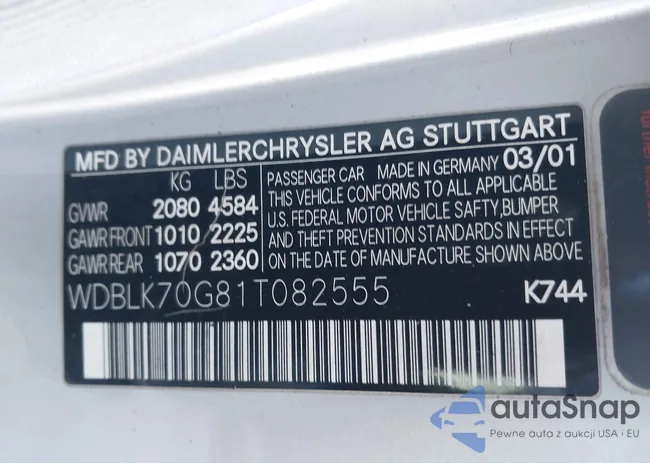 MFD BY DAIMLERCHRYSLER AG STUTTGART
KG LBS
GVWR 2080 4584
GAWR FRONT 1010 2225
GAWR REAR 1070 2360
PASSENGER CAR MADE IN GERMANY 03/01
THIS VEHICLE CONFORMS TO ALL APPLICABLE
U.S. FEDERAL MOTOR VEHICLE SAFTY, BUMPER
AND THEFT PREVENTION STANDARDS IN EFFECT
ON DATE OF MANUFACTURE SHOWN ABOVE
WDBLK70G81T082555 K744
autaSnap
Pewne auta z aukcji USA i EU